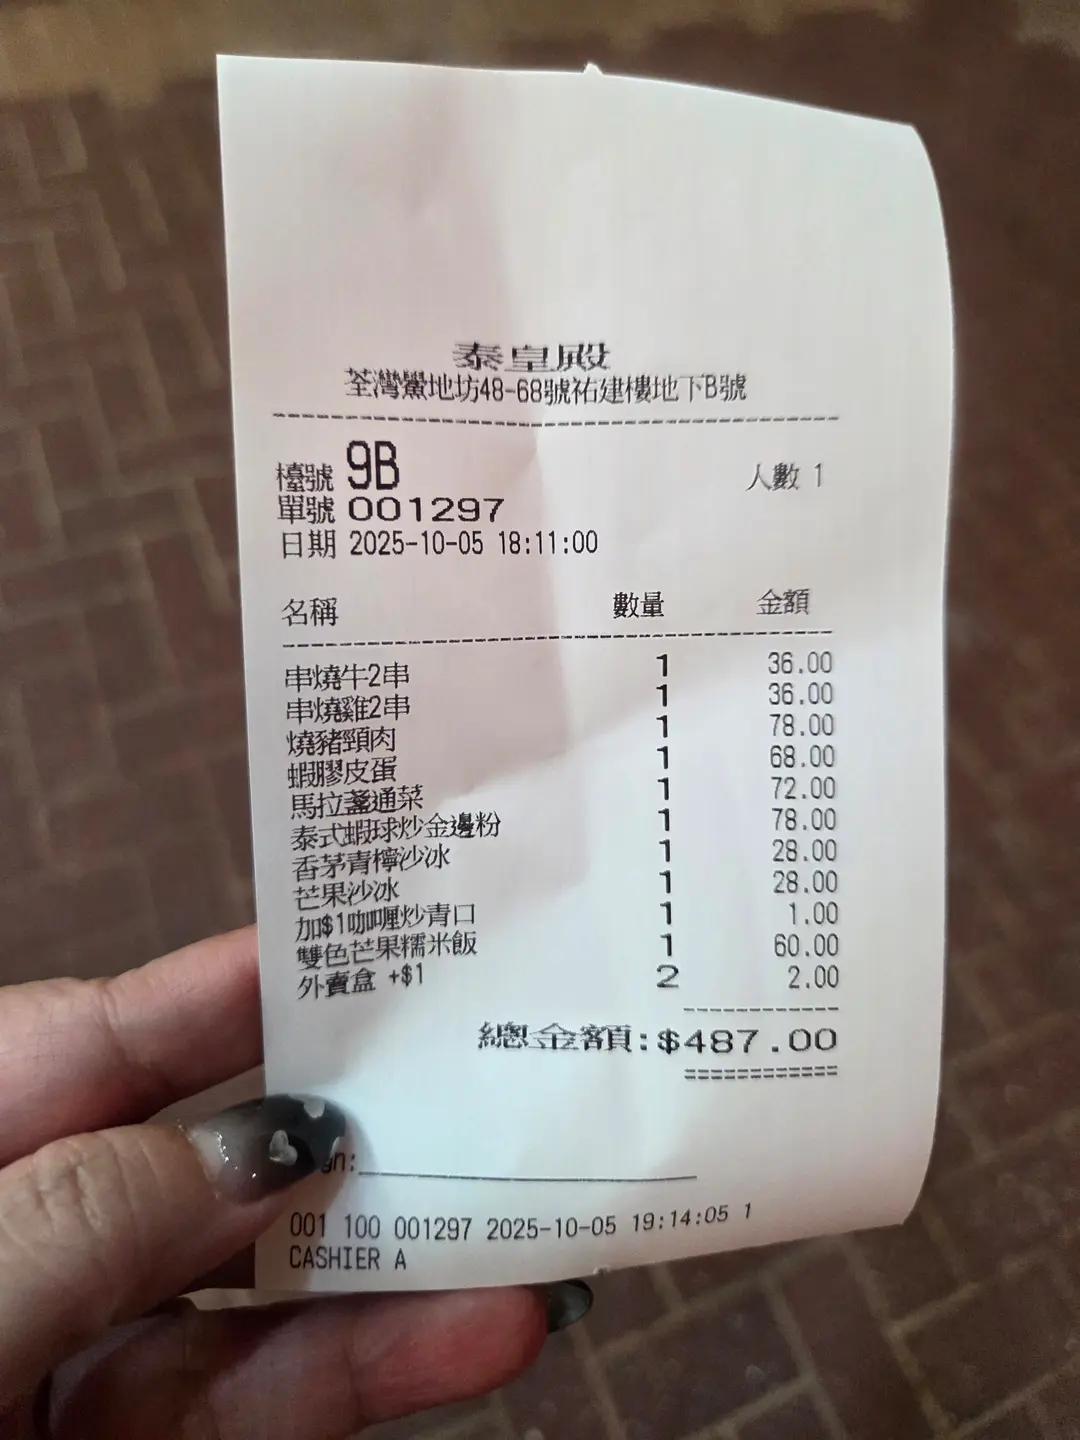 泰皇殿
荃灣鱟地坊48-68號祐建樓地下B號
檯號 9B 人數 1
單號 001297
日期 2025-10-05 18:11:00
名稱 數量 金額
串燒牛2串 1 36.00
串燒雞2串 1 36.00
燒豬頸肉 1 78.00
蝦膠皮蛋 1 68.00
馬拉盞通菜 1 72.00
泰式蝦球炒金邊粉 1 78.00
香茅青檸沙冰 1 28.00
芒果沙冰 1 28.00
加$1咖喱炒青口 1 1.00
雙色芒果糯米飯 1 60.00
外賣盒 +$1 2 2.00
總金額:$487.00
001 100 001297 2025-10-05 19:14:05 1
CASHIER A